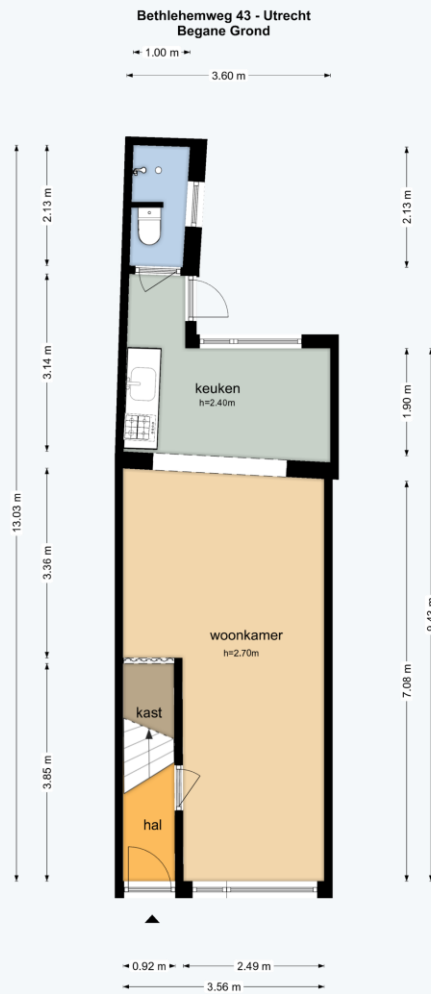 Bethlehemweg 43 - Utrecht
Begane Grond
1.00 m
3.60 m
2.13 m
2.13 m
3.14 m
keuken
h=2.40m
1.90 m
13.03 m
3.36 m
9.43 m
woonkamer
h=2.70m
7.08 m
kast
3.85 m
hal
0.92 m
2.49 m
3.56 m